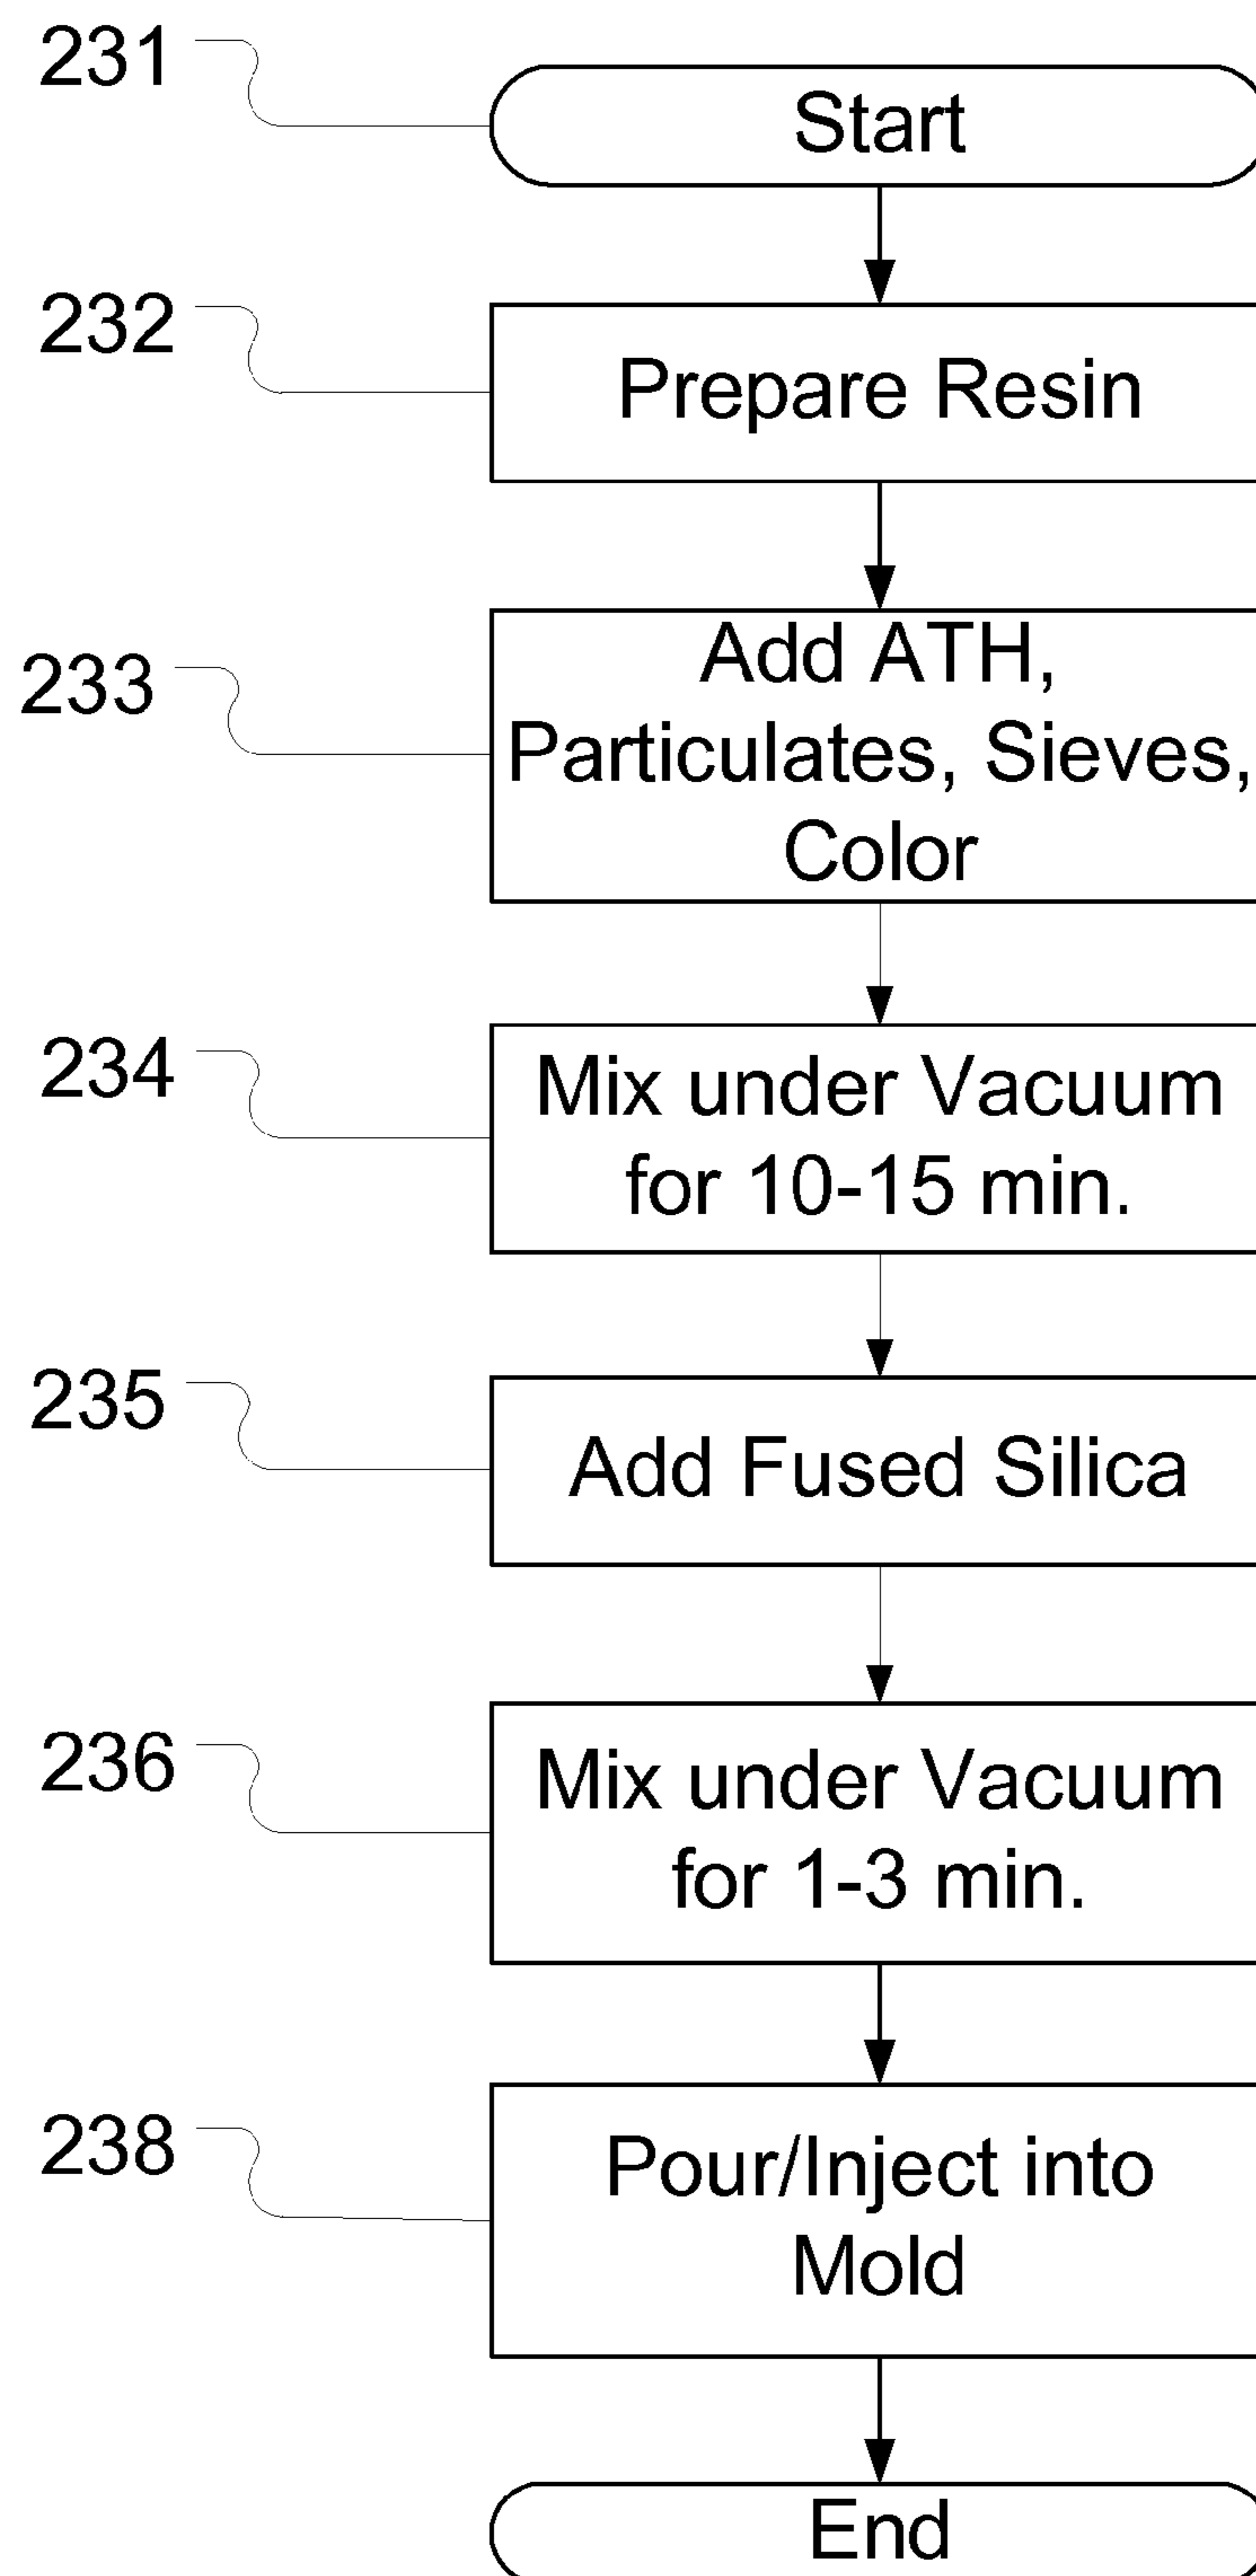 231
Start
232
Prepare Resin
233
Add ATH,
Particulates, Sieves,
Color
234
Mix under Vacuum
for 10-15 min.
235
Add Fused Silica
236
Mix under Vacuum
for 1-3 min.
238
Pour/Inject into
Mold
End